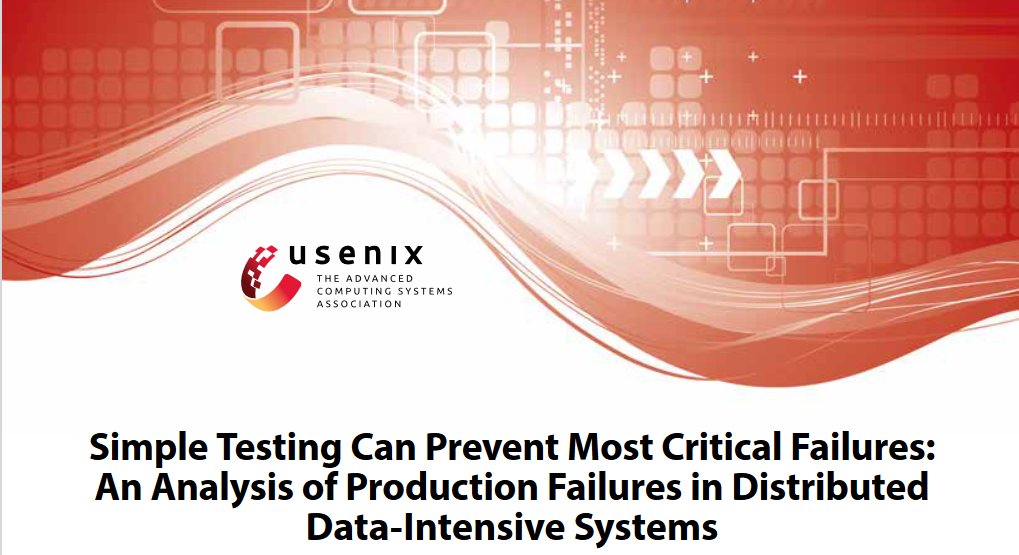 usenix
THE ADVANCED
COMPUTING SYSTEMS
ASSOCIATION
Simple Testing Can Prevent Most Critical Failures:
An Analysis of Production Failures in Distributed
Data-Intensive Systems